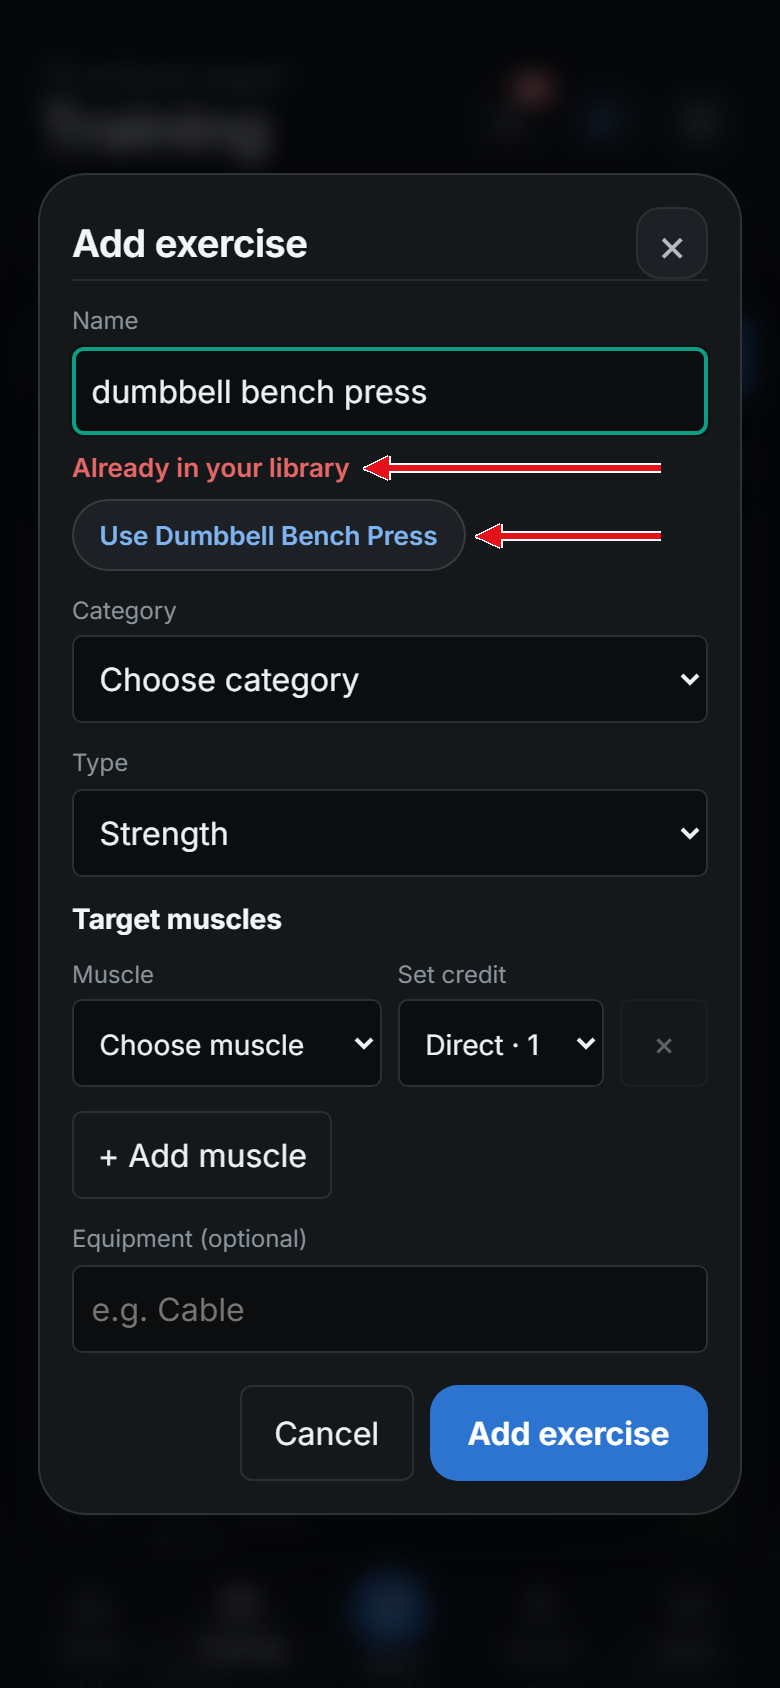 Training
Add exercise
×
Name
dumbbell bench press
Already in your library
Use Dumbbell Bench Press
Category
Choose category
Type
Strength
Target muscles
Muscle Set credit
Choose muscle Direct · 1 ×
+ Add muscle
Equipment (optional)
e.g. Cable
Cancel Add exercise